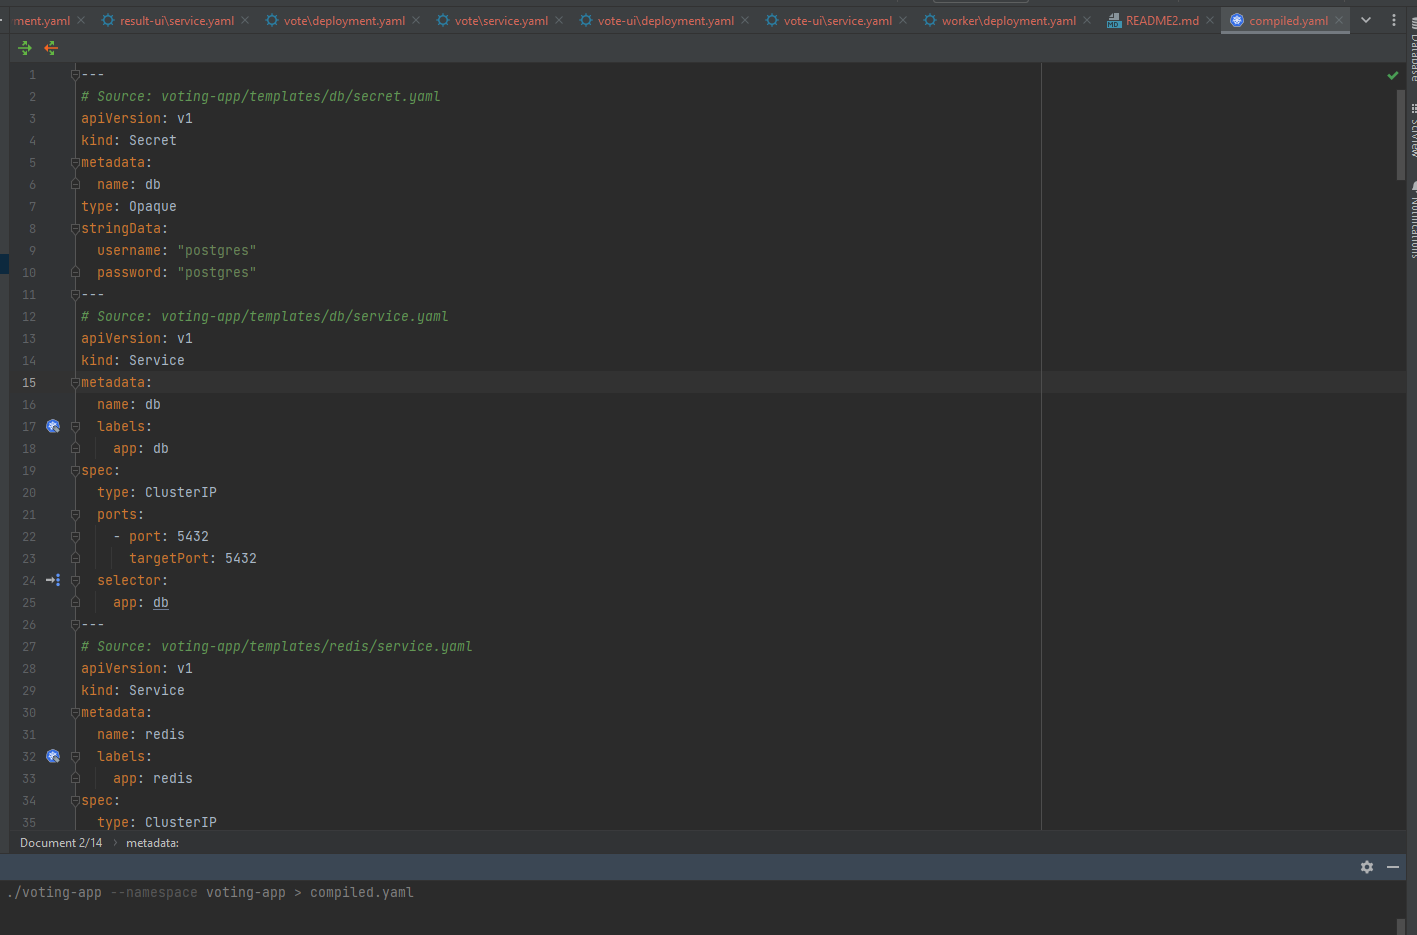 ment.yaml result-ui\service.yaml vote\deployment.yaml vote\service.yaml vote-ui\deployment.yaml vote-ui\service.yaml worker\deployment.yaml README2.md compiled.yaml
Database
SciView
Notifications
1 ---
2 # Source: voting-app/templates/db/secret.yaml
3 apiVersion: v1
4 kind: Secret
5 metadata:
6   name: db
7 type: Opaque
8 stringData:
9   username: "postgres"
10   password: "postgres"
11 ---
12 # Source: voting-app/templates/db/service.yaml
13 apiVersion: v1
14 kind: Service
15 metadata:
16   name: db
17   labels:
18     app: db
19 spec:
20   type: ClusterIP
21   ports:
22     - port: 5432
23       targetPort: 5432
24   selector:
25     app: db
26 ---
27 # Source: voting-app/templates/redis/service.yaml
28 apiVersion: v1
29 kind: Service
30 metadata:
31   name: redis
32   labels:
33     app: redis
34 spec:
35   type: ClusterIP
Document 2/14 › metadata:
./voting-app --namespace voting-app > compiled.yaml